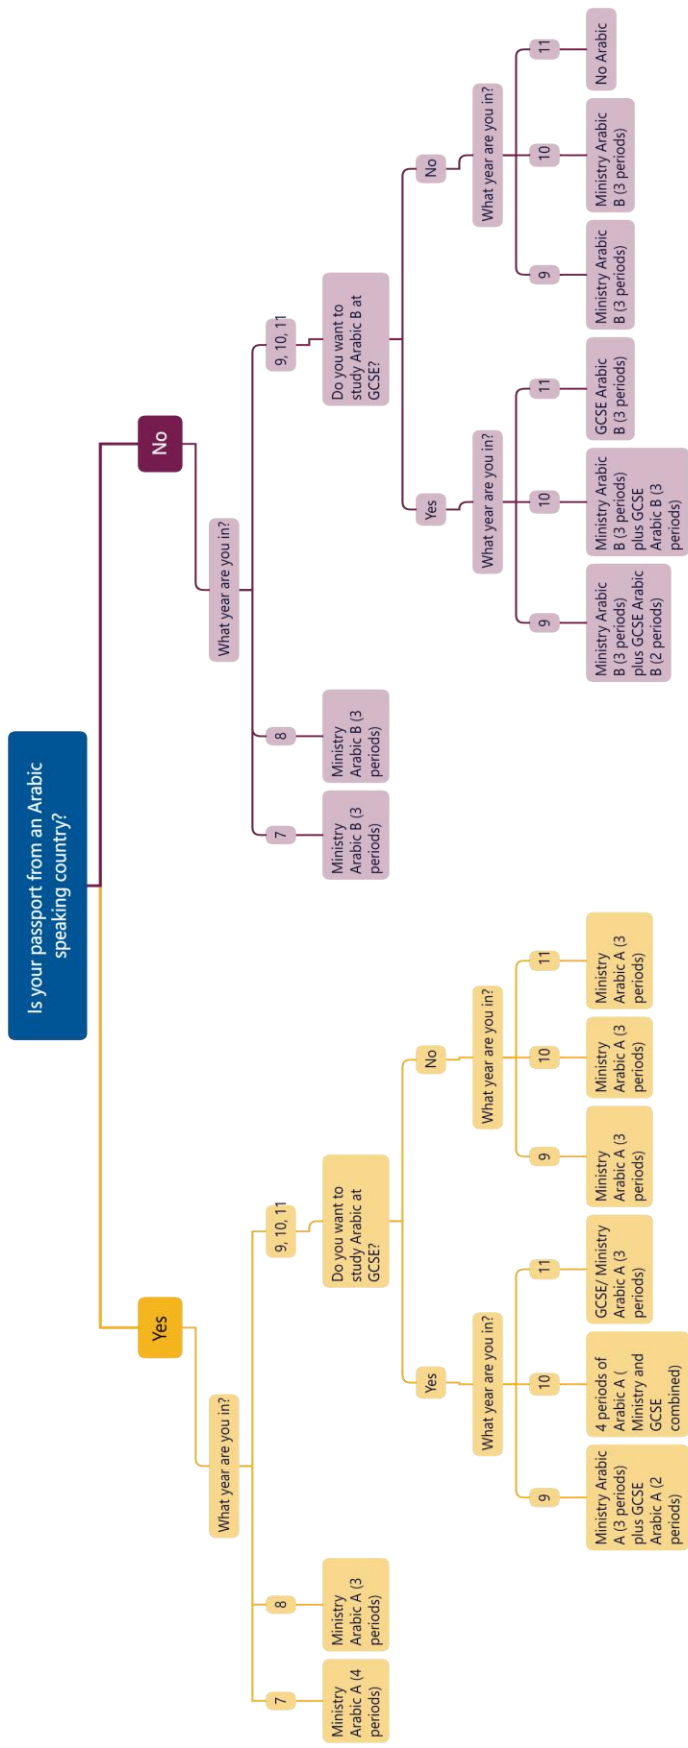 Is your passport from an Arabic
speaking country?
Yes
No
What year are you in?
What year are you in?
7
8
9, 10, 11
7
8
9, 10, 11
Ministry
Arabic A (4
periods)
Ministry
Arabic A (3
periods)
Do you want to
study Arabic at
GCSE?
Ministry
Arabic B (3
periods)
Ministry
Arabic B (3
periods)
Do you want to
study Arabic B at
GCSE?
Yes
No
Yes
No
What year are you in?
What year are you in?
What year are you in?
What year are you in?
9
10
11
9
10
11
9
10
11
9
10
11
Ministry Arabic
A (3 periods)
plus GCSE
Arabic A (2
periods)
4 periods of
Arabic A (
Ministry and
GCSE
combined)
GCSE/ Ministry
Arabic A (3
periods)
Ministry
Arabic A (3
periods)
Ministry
Arabic A (3
periods)
Ministry
Arabic A (3
periods)
Ministry Arabic
B (3 periods)
plus GCSE Arabic
B (2 periods)
Ministry Arabic
B (3 periods)
plus GCSE
Arabic B (3
periods)
GCSE Arabic
B (3 periods)
Ministry Arabic
B (3 periods)
Ministry Arabic
B (3 periods)
No Arabic